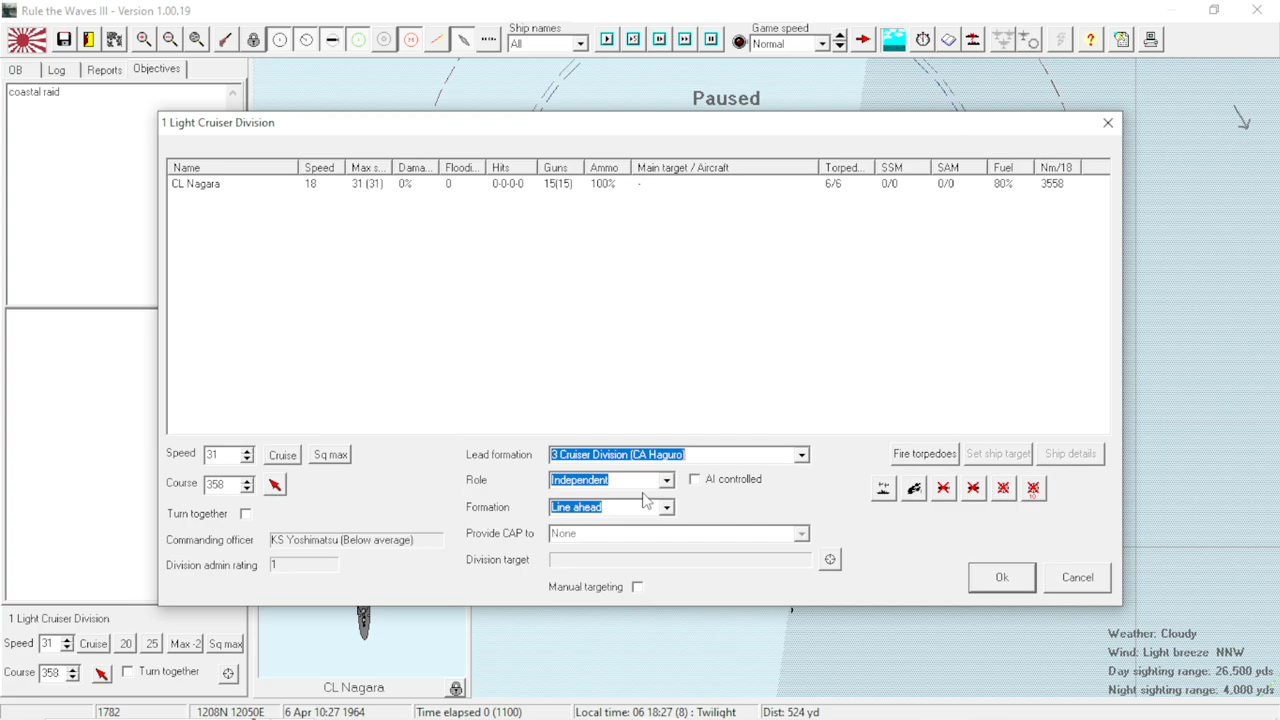 Rule the Waves III - Version 1.00.19
Ship names
All
Game speed
Normal
OB
Log
Reports
Objectives
coastal raid
Paused
1 Light Cruiser Division
Name Speed Max s... Dama... Floodi... Hits Guns Ammo Main target / Aircraft Torped... SSM SAM Fuel Nm/18
CL Nagara 18 31 (31) 0% 0 0-0-0-0 15(15) 100% - 6/6 0/0 0/0 80% 3558
Speed 31 Cruise Sq max
Course 358
Turn together
Commanding officer KS Yoshimatsu (Below average)
Division admin rating 1
Lead formation 3 Cruiser Division (CA Haguro)
Role Independent AI controlled
Formation Line ahead
Provide CAP to None
Division target
Manual targeting
Fire torpedoes Set ship target Ship details
Ok Cancel
1 Light Cruiser Division
Speed 31 Cruise 20 25 Max -2 Sq max
Course 358 Turn together
CL Nagara
Weather: Cloudy
Wind: Light breeze NNW
Day sighting range: 26,500 yds
Night sighting range: 4,000 yds
1782 1208N 12050E 6 Apr 10:27 1964 Time elapsed 0 (1100) Local time: 06 18:27 (8) : Twilight Dist: 524 yd